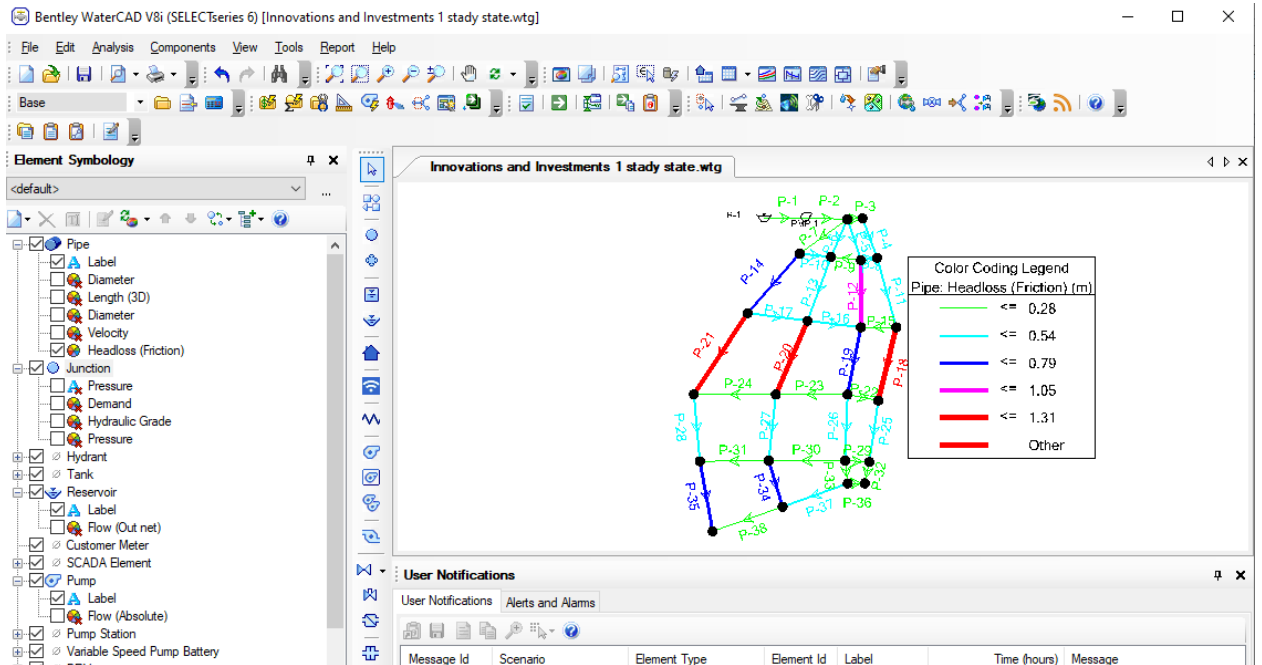 Bentley WaterCAD V8i (SELECTseries 6) [Innovations and Investments 1 stady state.wtg]
File Edit Analysis Components View Tools Report Help
Base
Element Symbology
<default>
...
Pipe
Label
Diameter
Length (3D)
Diameter
Velocity
Headloss (Friction)
Junction
Pressure
Demand
Hydraulic Grade
Pressure
Hydrant
Tank
Reservoir
Label
Flow (Out net)
Customer Meter
SCADA Element
Pump
Label
Flow (Absolute)
Pump Station
Variable Speed Pump Battery
Innovations and Investments 1 stady state.wtg
P-1 P-2 P-3
P-7
P-4
P-10 P-9
P-14
P-13
P-12
P-11
P-17 P-16 P-15
P-21
P-20
P-19
P-18
P-24 P-23 P-22
P-28
P-27
P-26
P-25
P-31 P-30 P-29
P-35
P-34
P-33
P-32
P-37 P-36
P-38
Color Coding Legend
Pipe: Headloss (Friction) (m)
<= 0.28
<= 0.54
<= 0.79
<= 1.05
<= 1.31
Other
User Notifications
User Notifications Alerts and Alarms
Message Id Scenario Element Type Element Id Label Time (hours) Message